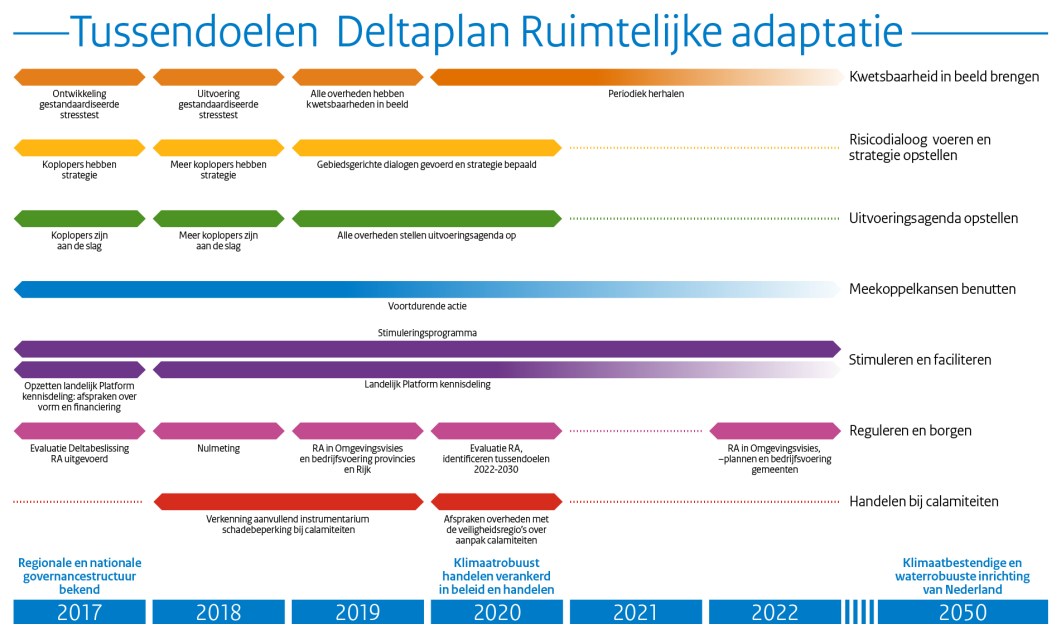 Tussendoelen Deltaplan Ruimtelijke adaptatie
Kwetsbaarheid in beeld brengen
Ontwikkeling
gestandaardiseerde
stresstest
Uitvoering
gestandaardiseerde
stresstest
Alle overheden hebben
kwetsbaarheden in beeld
Periodiek herhalen
Risicodialoog voeren en
strategie opstellen
Koplopers hebben
strategie
Meer koplopers hebben
strategie
Gebiedsgerichte dialogen gevoerd en strategie bepaald
Uitvoeringsagenda opstellen
Koplopers zijn
aan de slag
Meer koplopers zijn
aan de slag
Alle overheden stellen uitvoeringsagenda op
Meekoppelkansen benutten
Voortdurende actie
Stimuleringsprogramma
Stimuleren en faciliteren
Opzetten landelijk Platform
kennisdeling: afspraken over
vorm en financiering
Landelijk Platform kennisdeling
Reguleren en borgen
Evaluatie Deltabeslissing
RA uitgevoerd
Nulmeting
RA in Omgevingsvisies
en bedrijfsvoering provincies
en Rijk
Evaluatie RA,
identificeren tussendoelen
2022-2030
RA in Omgevingsvisies,
–plannen en bedrijfsvoering
gemeenten
Handelen bij calamiteiten
Verkenning aanvullend instrumentarium
schadebeperking bij calamiteiten
Afspraken overheden met
de veiligheidsregio's over
aanpak calamiteiten
Regionale en nationale
governancestructuur
bekend
Klimaatrobuust
handelen verankerd
in beleid en handelen
Klimaatbestendige en
waterrobuuste inrichting
van Nederland
2017
2018
2019
2020
2021
2022
2050